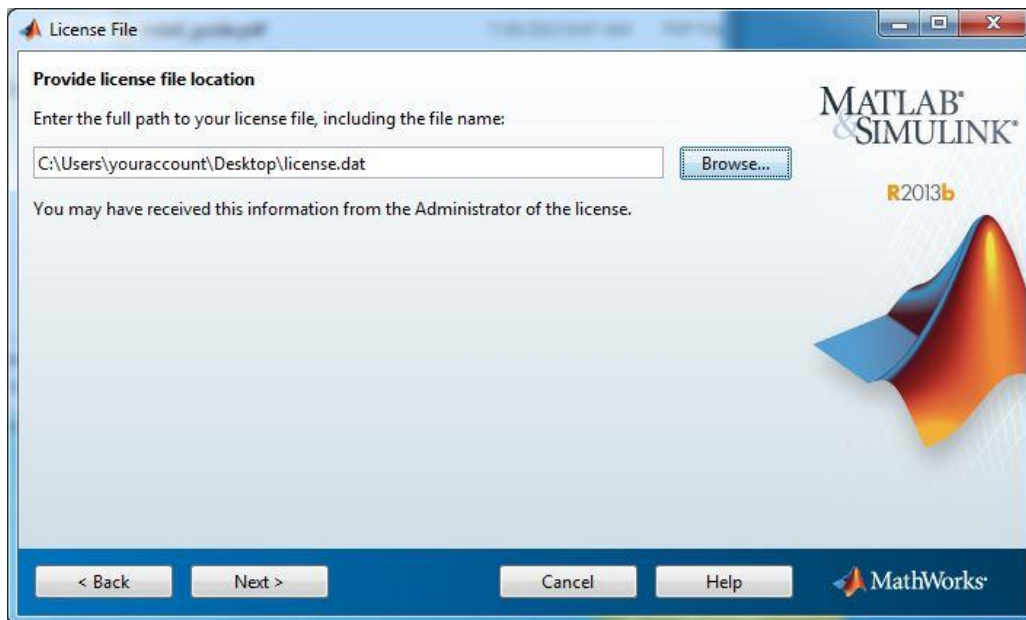 License File
Provide license file location
Enter the full path to your license file, including the file name:
C:\Users\youraccount\Desktop\license.dat
Browse...
You may have received this information from the Administrator of the license.
MATLAB®
&SIMULINK®
R2013b
< Back
Next >
Cancel
Help
MathWorks®